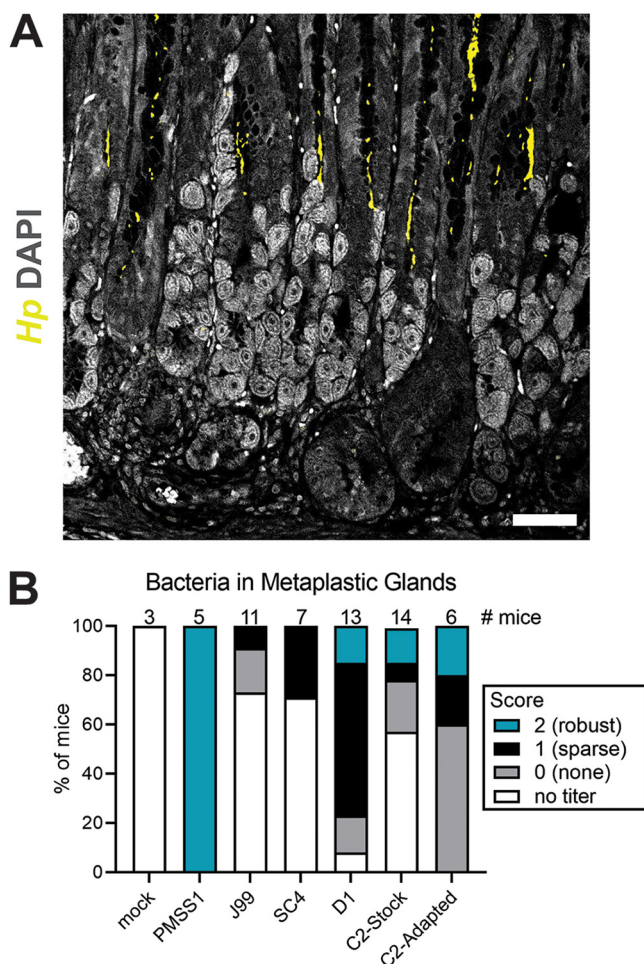 A
Hp DAPI
B
Bacteria in Metaplastic Glands
3 5 11 7 13 14 6 # mice
100
80
60
40
20
0
% of mice
Score
2 (robust)
1 (sparse)
0 (none)
no titer
mock PMSS1 J99 SC4 D1 C2-Stock C2-Adapted